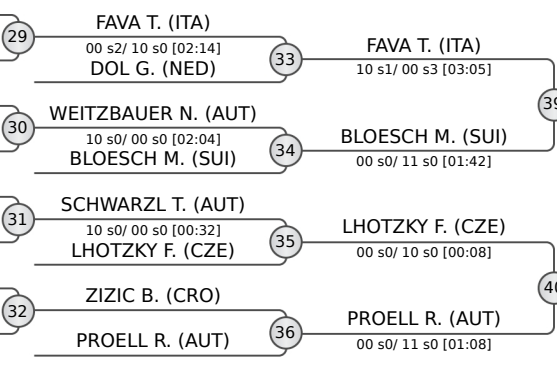 29
FAVA T. (ITA)
00 s2/ 10 s0 [02:14]
DOL G. (NED)
33
FAVA T. (ITA)
10 s1/ 00 s3 [03:05]
39
30
WEITZBAUER N. (AUT)
10 s0/ 00 s0 [02:04]
BLOESCH M. (SUI)
34
BLOESCH M. (SUI)
00 s0/ 11 s0 [01:42]
31
SCHWARZL T. (AUT)
10 s0/ 00 s0 [00:32]
LHOTZKY F. (CZE)
35
LHOTZKY F. (CZE)
00 s0/ 10 s0 [00:08]
40
32
ZIZIC B. (CRO)
PROELL R. (AUT)
36
PROELL R. (AUT)
00 s0/ 11 s0 [01:08]